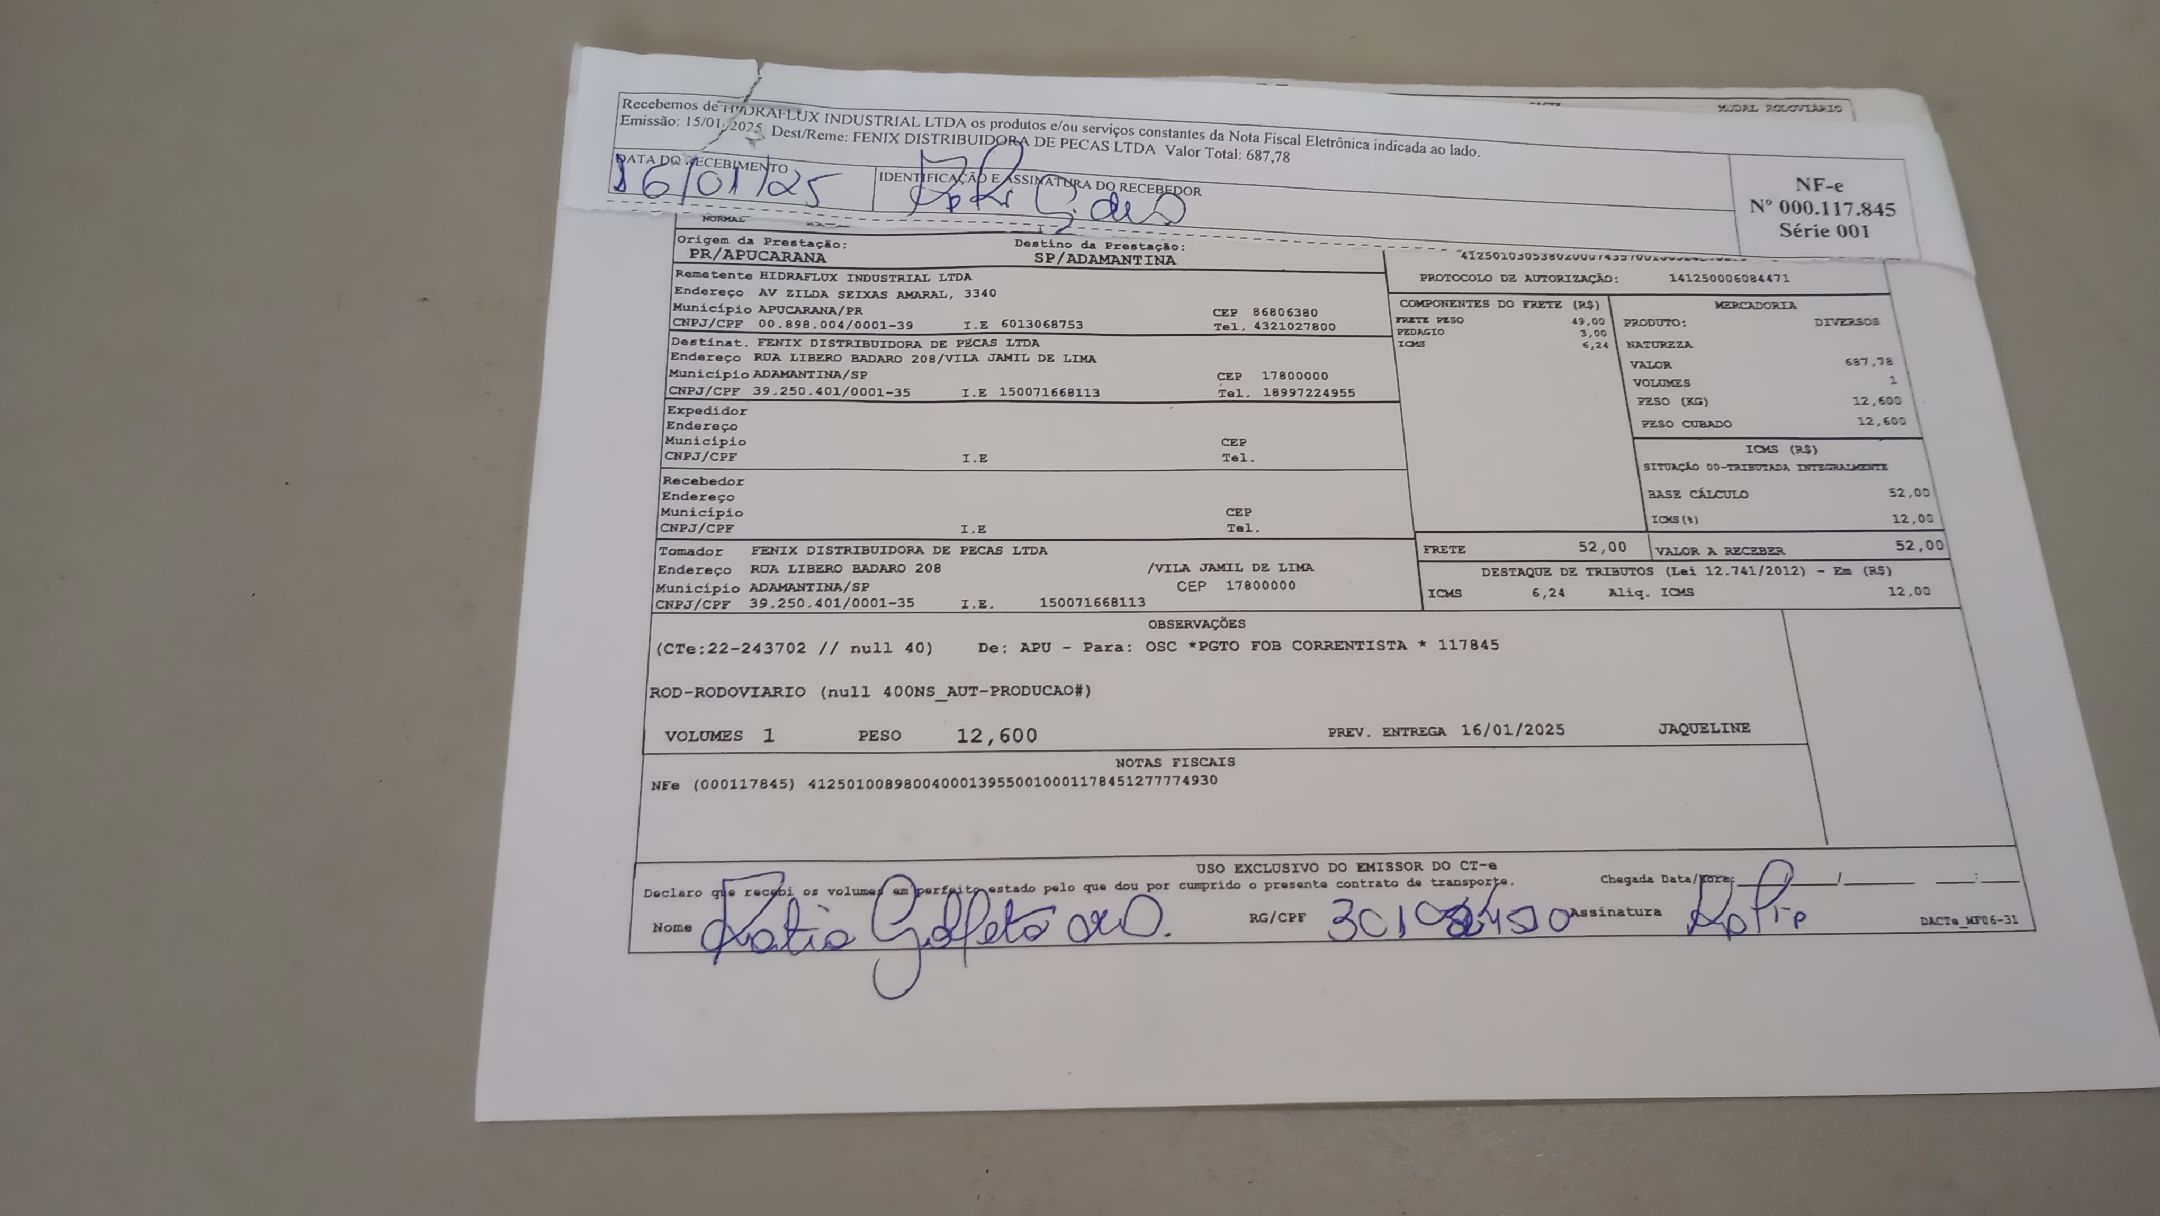 MODAL RODOVIÁRIO
Recebemos de HIDRAFLUX INDUSTRIAL LTDA os produtos e/ou serviços constantes da Nota Fiscal Eletrônica indicada ao lado.
Emissão: 15/01/2025 Dest/Reme: FENIX DISTRIBUIDORA DE PECAS LTDA Valor Total: 687,78
DATA DO RECEBIMENTO
16/01/25
IDENTIFICAÇÃO E ASSINATURA DO RECEBEDOR
NF-e
Nº 000.117.845
Série 001
NORMAL
Origem da Prestação: Destino da Prestação:
PR/APUCARANA SP/ADAMANTINA
Remetente HIDRAFLUX INDUSTRIAL LTDA
Endereço AV ZILDA SEIXAS AMARAL, 3340
Município APUCARANA/PR CEP 86806380
CNPJ/CPF 00.898.004/0001-39 I.E 6013068753 Tel. 4321027800
Destinat. FENIX DISTRIBUIDORA DE PECAS LTDA
Endereço RUA LIBERO BADARO 208/VILA JAMIL DE LIMA
Município ADAMANTINA/SP CEP 17800000
CNPJ/CPF 39.250.401/0001-35 I.E 150071668113 Tel. 18997224955
Expedidor
Endereço
Município CEP
CNPJ/CPF I.E Tel.
Recebedor
Endereço
Município CEP
CNPJ/CPF I.E Tel.
Tomador FENIX DISTRIBUIDORA DE PECAS LTDA
Endereço RUA LIBERO BADARO 208 /VILA JAMIL DE LIMA
Município ADAMANTINA/SP CEP 17800000
CNPJ/CPF 39.250.401/0001-35 I.E. 150071668113
PROTOCOLO DE AUTORIZAÇÃO: 141250006084471
COMPONENTES DO FRETE (R$)
FRETE PESO 49,00
PEDAGIO 3,00
ICMS 6,24
MERCADORIA
PRODUTO: DIVERSOS
NATUREZA
VALOR 687,78
VOLUMES 1
PESO (KG) 12,600
PESO CUBADO 12,600
ICMS (R$)
SITUAÇÃO 00-TRIBUTADA INTEGRALMENTE
BASE CÁLCULO 52,00
ICMS(%) 12,00
FRETE 52,00 VALOR A RECEBER 52,00
DESTAQUE DE TRIBUTOS (Lei 12.741/2012) - Em (R$)
ICMS 6,24 Aliq. ICMS 12,00
OBSERVAÇÕES
(CTe:22-243702 // null 40) De: APU - Para: OSC *PGTO FOB CORRENTISTA * 117845
ROD-RODOVIARIO (null 400NS_AUT-PRODUCAO#)
VOLUMES 1 PESO 12,600 PREV. ENTREGA 16/01/2025 JAQUELINE
NOTAS FISCAIS
NFe (000117845) 41250100898004000139550010001178451277774930
USO EXCLUSIVO DO EMISSOR DO CT-e
Declaro que recebi os volumes em perfeito estado pelo que dou por cumprido o presente contrato de transporte. Chegada Data/Hora: / / :
Nome Katia RG/CPF Assinatura
DACTe_MF06-31